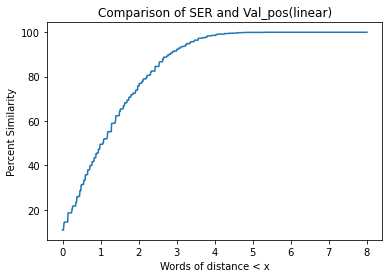 Comparison of SER and Val_pos(linear)
Percent Similarity
100
80
60
40
20
0 1 2 3 4 5 6 7 8
Words of distance < x